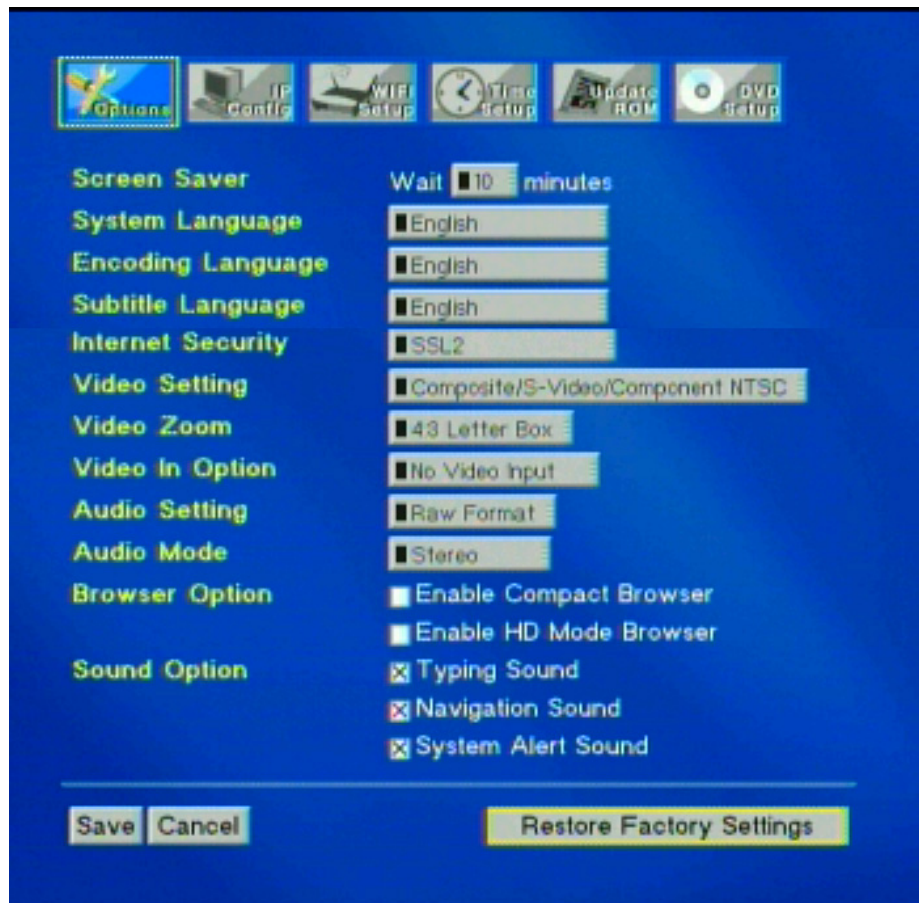 Options
IP Config
WIFI Setup
Time Setup
Update ROM
DVD Setup
Screen Saver Wait 10 minutes
System Language English
Encoding Language English
Subtitle Language English
Internet Security SSL2
Video Setting Composite/S-Video/Component NTSC
Video Zoom 43 Letter Box
Video In Option No Video Input
Audio Setting Raw Format
Audio Mode Stereo
Browser Option Enable Compact Browser
Enable HD Mode Browser
Sound Option Typing Sound
Navigation Sound
System Alert Sound
Save Cancel Restore Factory Settings